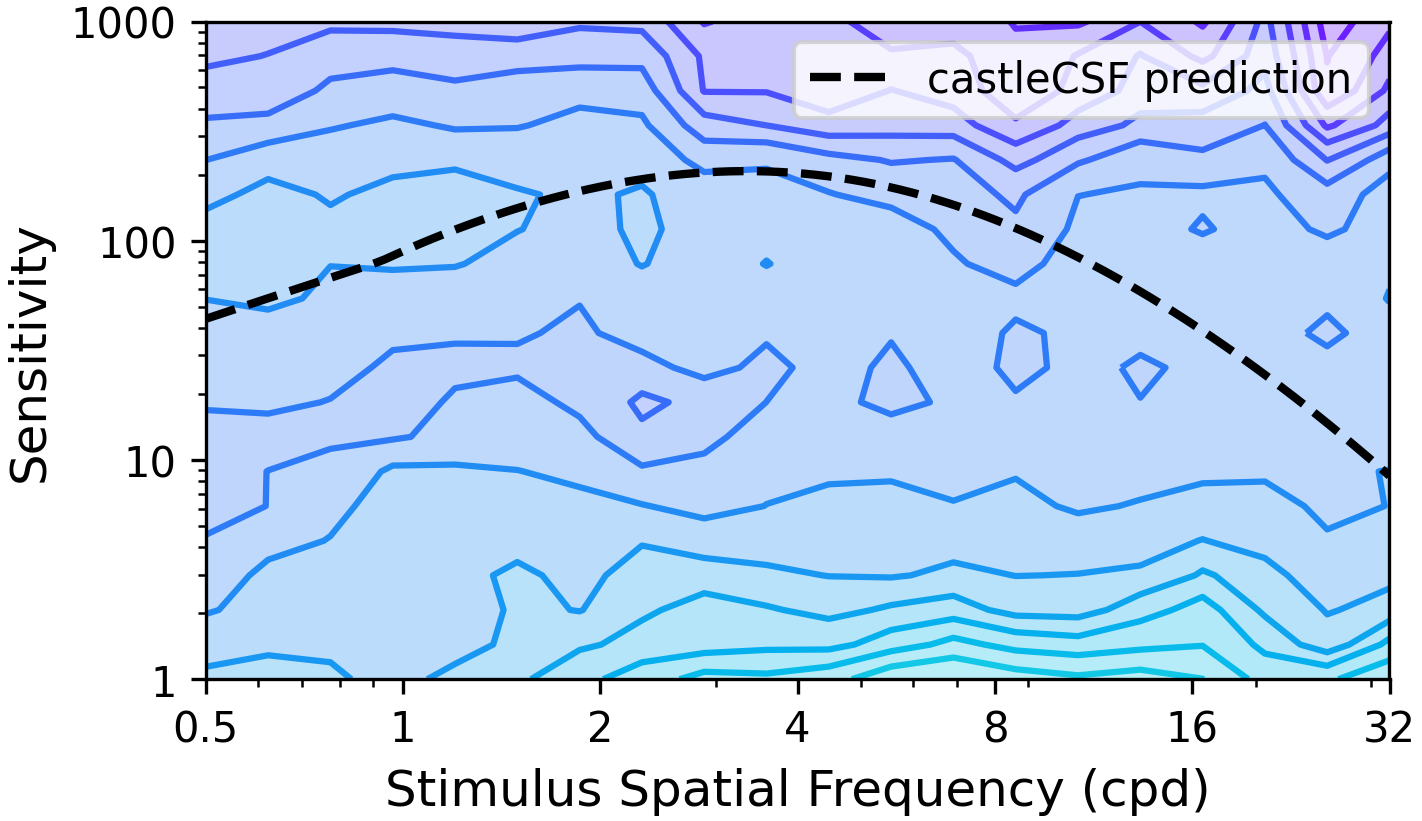 1000
100
10
1
Sensitivity
castleCSF prediction
0.5 1 2 4 8 16 32
Stimulus Spatial Frequency (cpd)